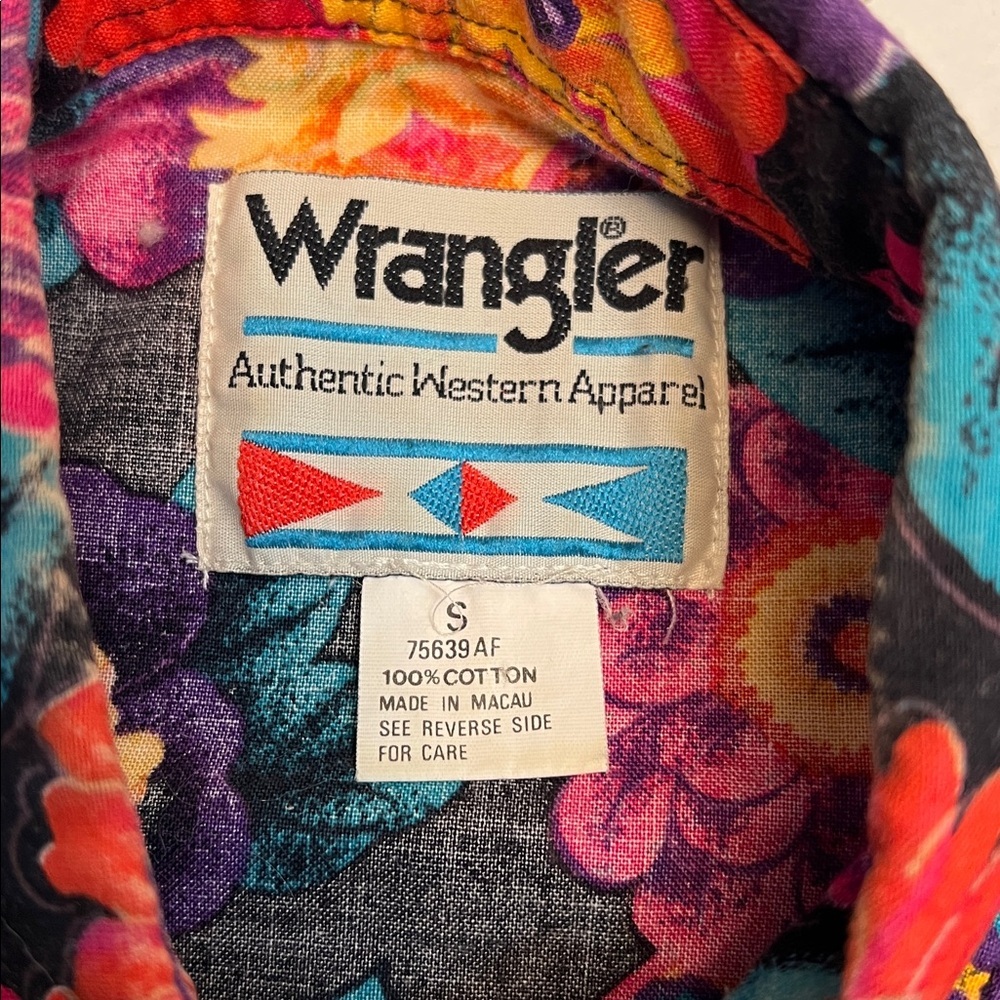 Wrangler®
Authentic Western Apparel
S
75639AF
100% COTTON
MADE IN MACAU
SEE REVERSE SIDE
FOR CARE